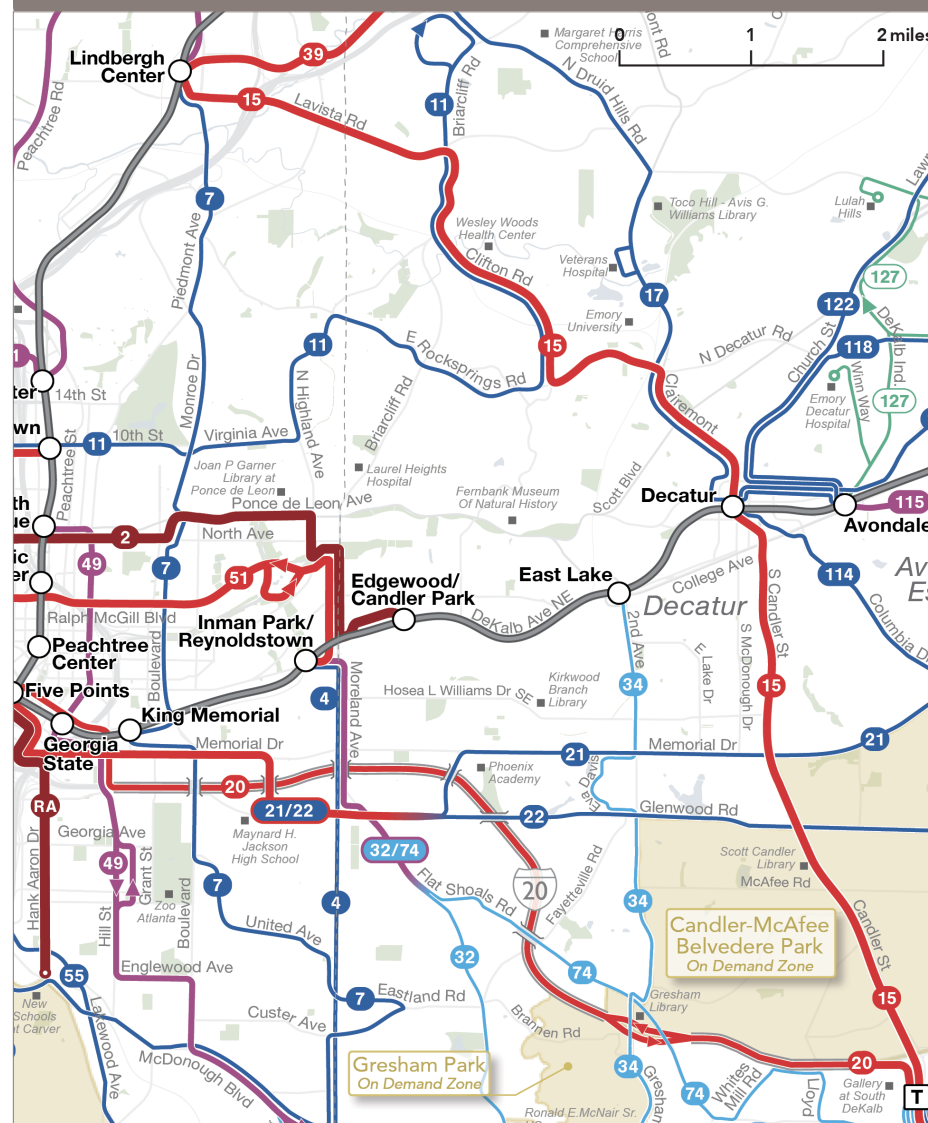 Margaret Harris
Comprehensive
School
0
1
2 miles
Lindbergh
Center
39
15
Lavista Rd
11
Briarcliff Rd
N Druid Hills Rd
Peachtree Rd
7
Piedmont Ave
Wesley Woods
Health Center
Clifton Rd
Toco Hill - Avis G.
Williams Library
Lulah
Hills
Veterans
Hospital
17
Emory
University
127
122
DeKalb Ind.
118
Church St
N Decatur Rd
Winn Way
Emory
Decatur
Hospital
127
11
E Rocksprings Rd
15
Clairemont
Monroe Dr
N Highland Ave
Briarcliff Rd
14th St
11
10th St
Virginia Ave
Peachtree St
Joan P Garner
Library at
Ponce de Leon
Laurel Heights
Hospital
Ponce de Leon Ave
Fernbank Museum
Of Natural History
Scott Blvd
Decatur
115
Avondale
2
North Ave
49
7
51
Edgewood/
Candler Park
East Lake
College Ave
114
Decatur
Columbia Dr
DeKalb Ave NE
Ralph McGill Blvd
Inman Park/
Reynoldstown
Peachtree
Center
Boulevard
2nd Ave
E Lake Dr
S McDonough Dr
S Candler St
Five Points
4
Moreland Ave
Hosea L Williams Dr SE
Kirkwood
Branch
Library
34
15
King Memorial
Georgia
State
Memorial Dr
21
Memorial Dr
21
20
Phoenix
Academy
Eva Davis
RA
21/22
22
Glenwood Rd
Georgia Ave
Maynard H.
Jackson
High School
32/74
49
Grant St
Hank Aaron Dr
Hill St
Zoo
Atlanta
Boulevard
7
4
Flat Shoals Rd
20
Fayetteville Rd
34
Scott Candler
Library
McAfee Rd
Candler St
Candler-McAfee
Belvedere Park
On Demand Zone
United Ave
32
74
Englewood Ave
55
7
Eastland Rd
Custer Ave
Gresham
Library
15
New
Schools
at Carver
Lakewood Ave
McDonough Blvd
Brannen Rd
Gresham Park
On Demand Zone
34
Gresham
74
Whites
Mill Rd
Lloyd
20
Gallery
at South
DeKalb
T
Ronald E.McNair Sr.